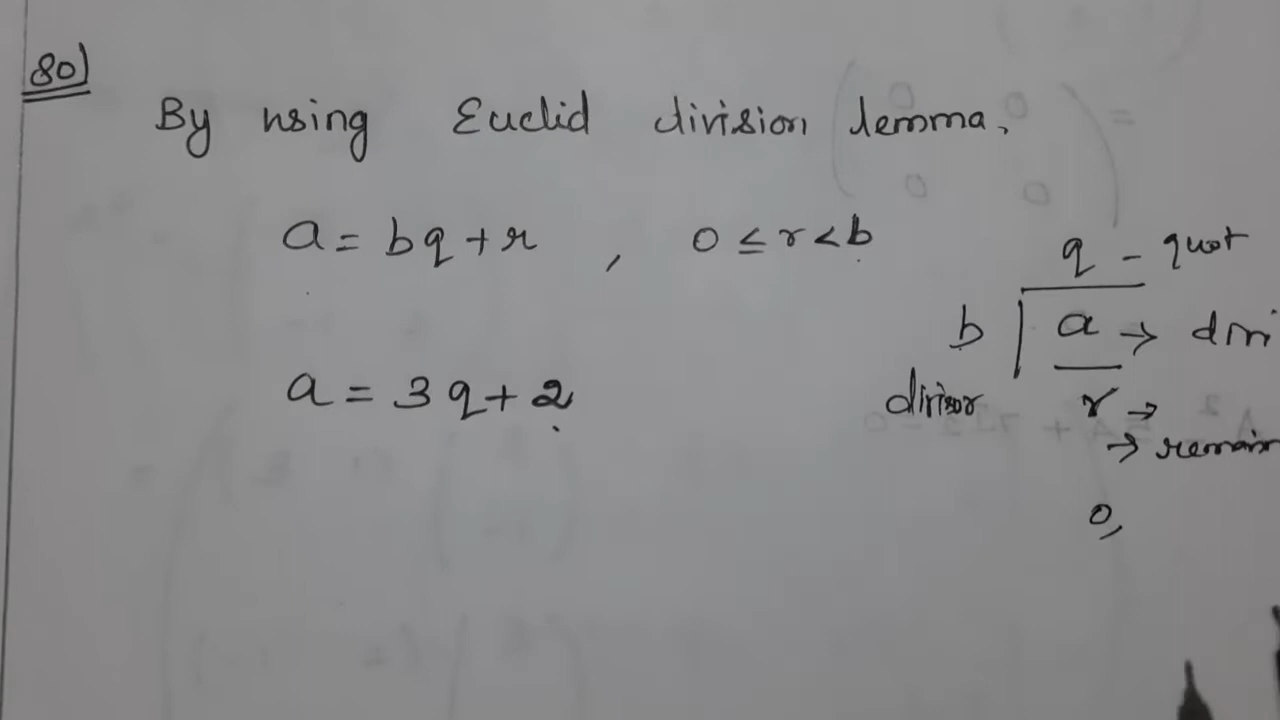 80)
By using Euclid division lemma,
a = bq + r , 0 ≤ r < b
q - quot
b a → divi
a = 3q + 2
divisor r →
→ remain
0,